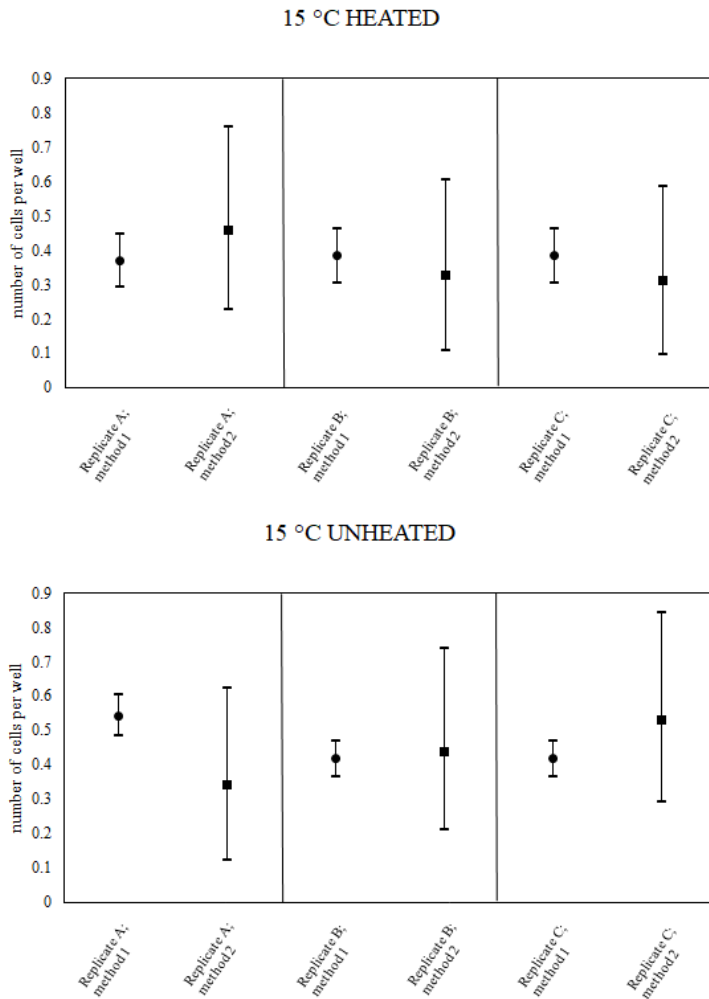 15 °C HEATED
number of cells per well
0.9
0.8
0.7
0.6
0.5
0.4
0.3
0.2
0.1
0
Replicate A;
method 1
Replicate A;
method 2
Replicate B;
method 1
Replicate B;
method 2
Replicate C;
method 1
Replicate C;
method 2
15 °C UNHEATED
number of cells per well
0.9
0.8
0.7
0.6
0.5
0.4
0.3
0.2
0.1
0
Replicate A;
method 1
Replicate A;
method 2
Replicate B;
method 1
Replicate B;
method 2
Replicate C;
method 1
Replicate C;
method 2